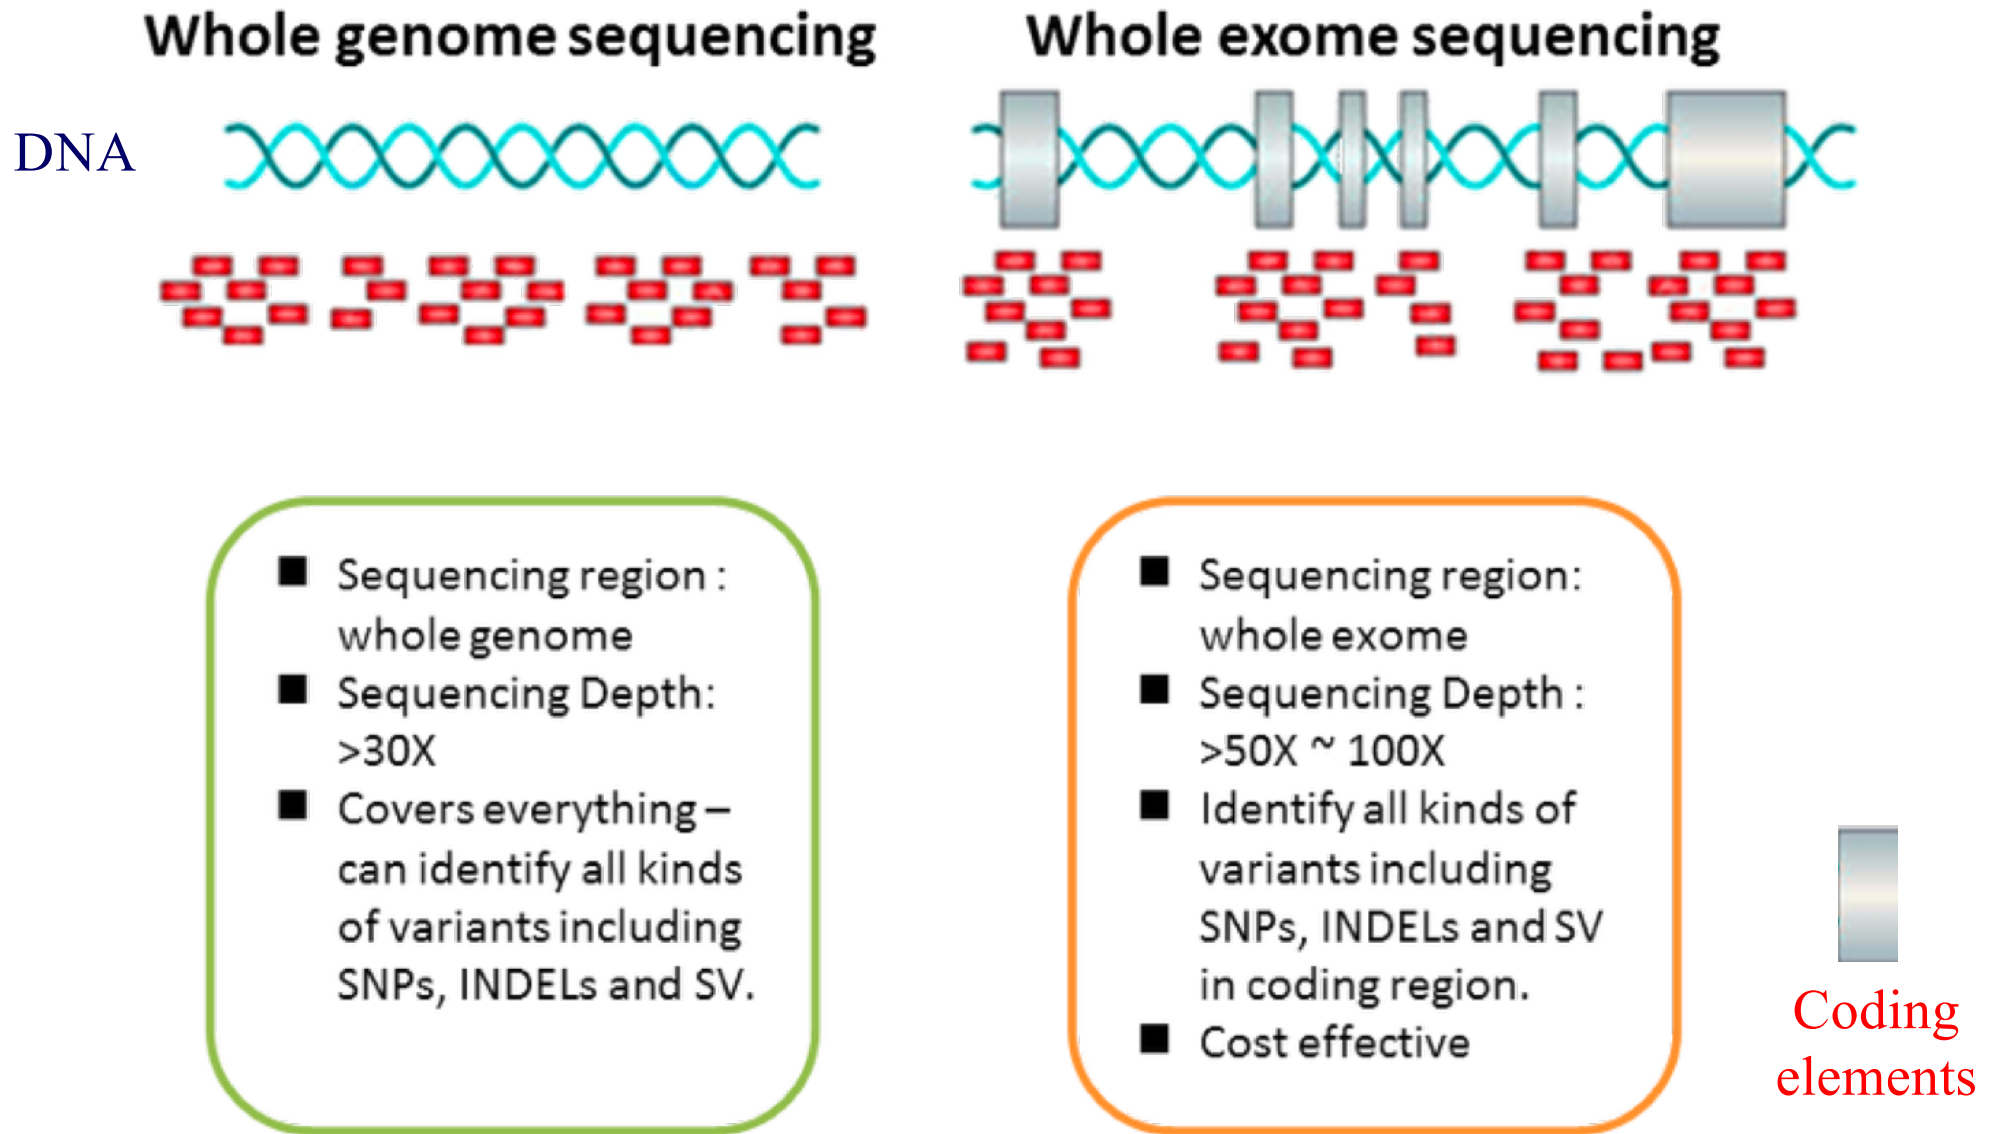 Whole genome sequencing
Whole exome sequencing
DNA
■ Sequencing region :
whole genome
■ Sequencing Depth:
>30X
■ Covers everything –
can identify all kinds
of variants including
SNPs, INDELs and SV.
■ Sequencing region:
whole exome
■ Sequencing Depth :
>50X ~ 100X
■ Identify all kinds of
variants including
SNPs, INDELs and SV
in coding region.
■ Cost effective
Coding
elements